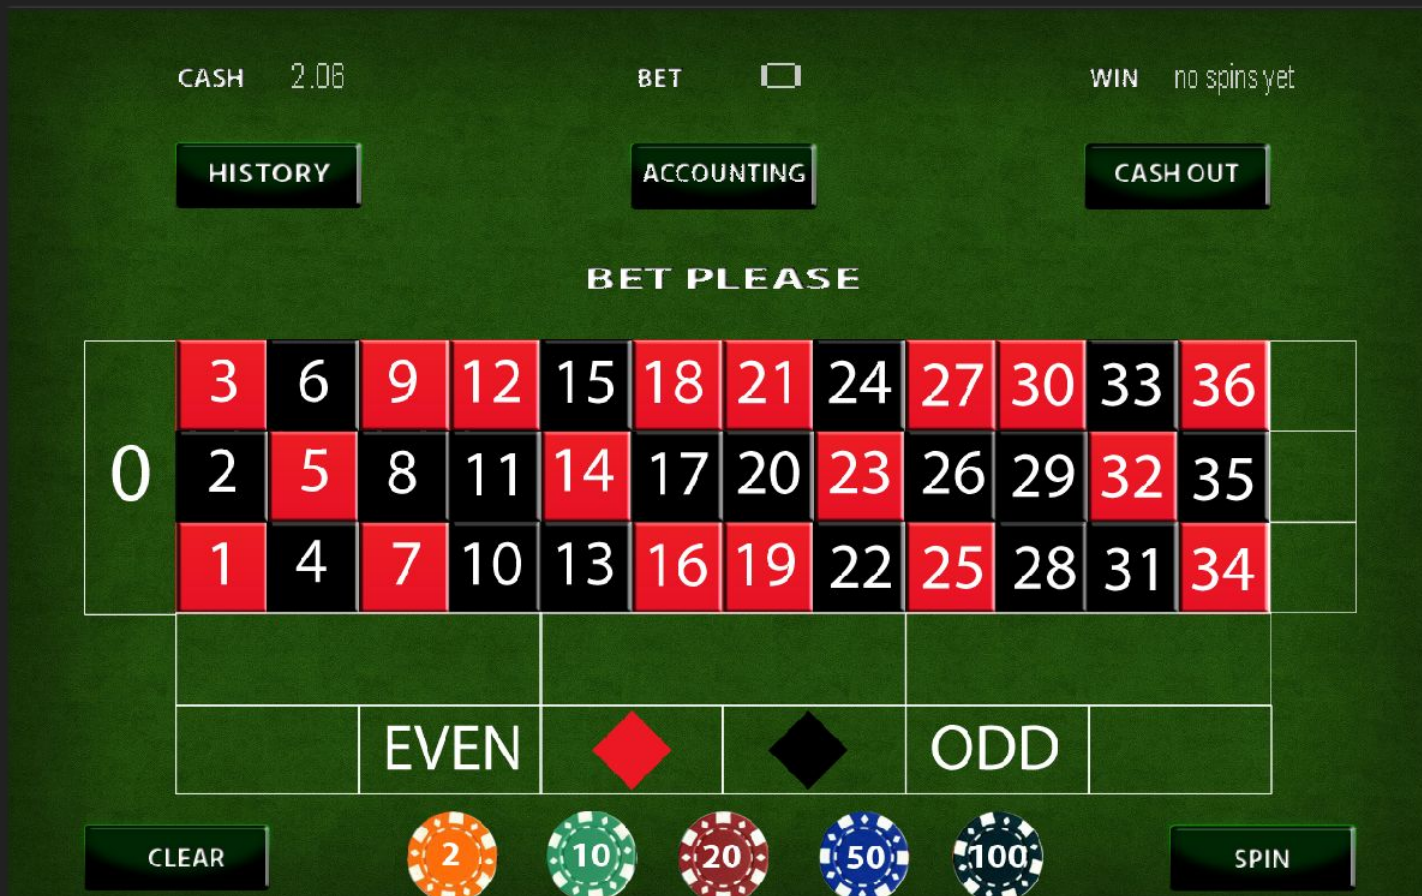 CASH 2.06 BET WIN no spins yet
HISTORY ACCOUNTING CASH OUT
BET PLEASE
3 6 9 12 15 18 21 24 27 30 33 36
0 2 5 8 11 14 17 20 23 26 29 32 35
1 4 7 10 13 16 19 22 25 28 31 34
EVEN ODD
CLEAR 2 10 20 50 100 SPIN